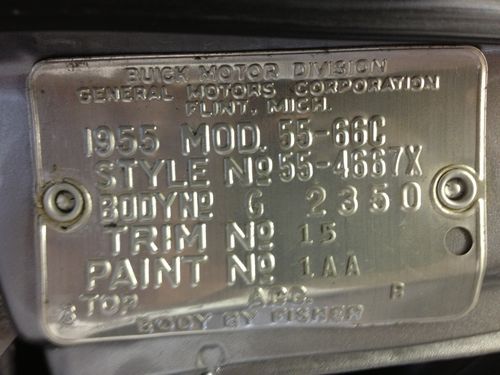 BUICK MOTOR DIVISION
GENERAL MOTORS CORPORATION
FLINT, MICH.
1955 MOD. 55-66C
STYLE No 55-4667X
BODY No G 2350
TRIM No 15
PAINT No 1AA
TOP ACC. B
BODY BY FISHER